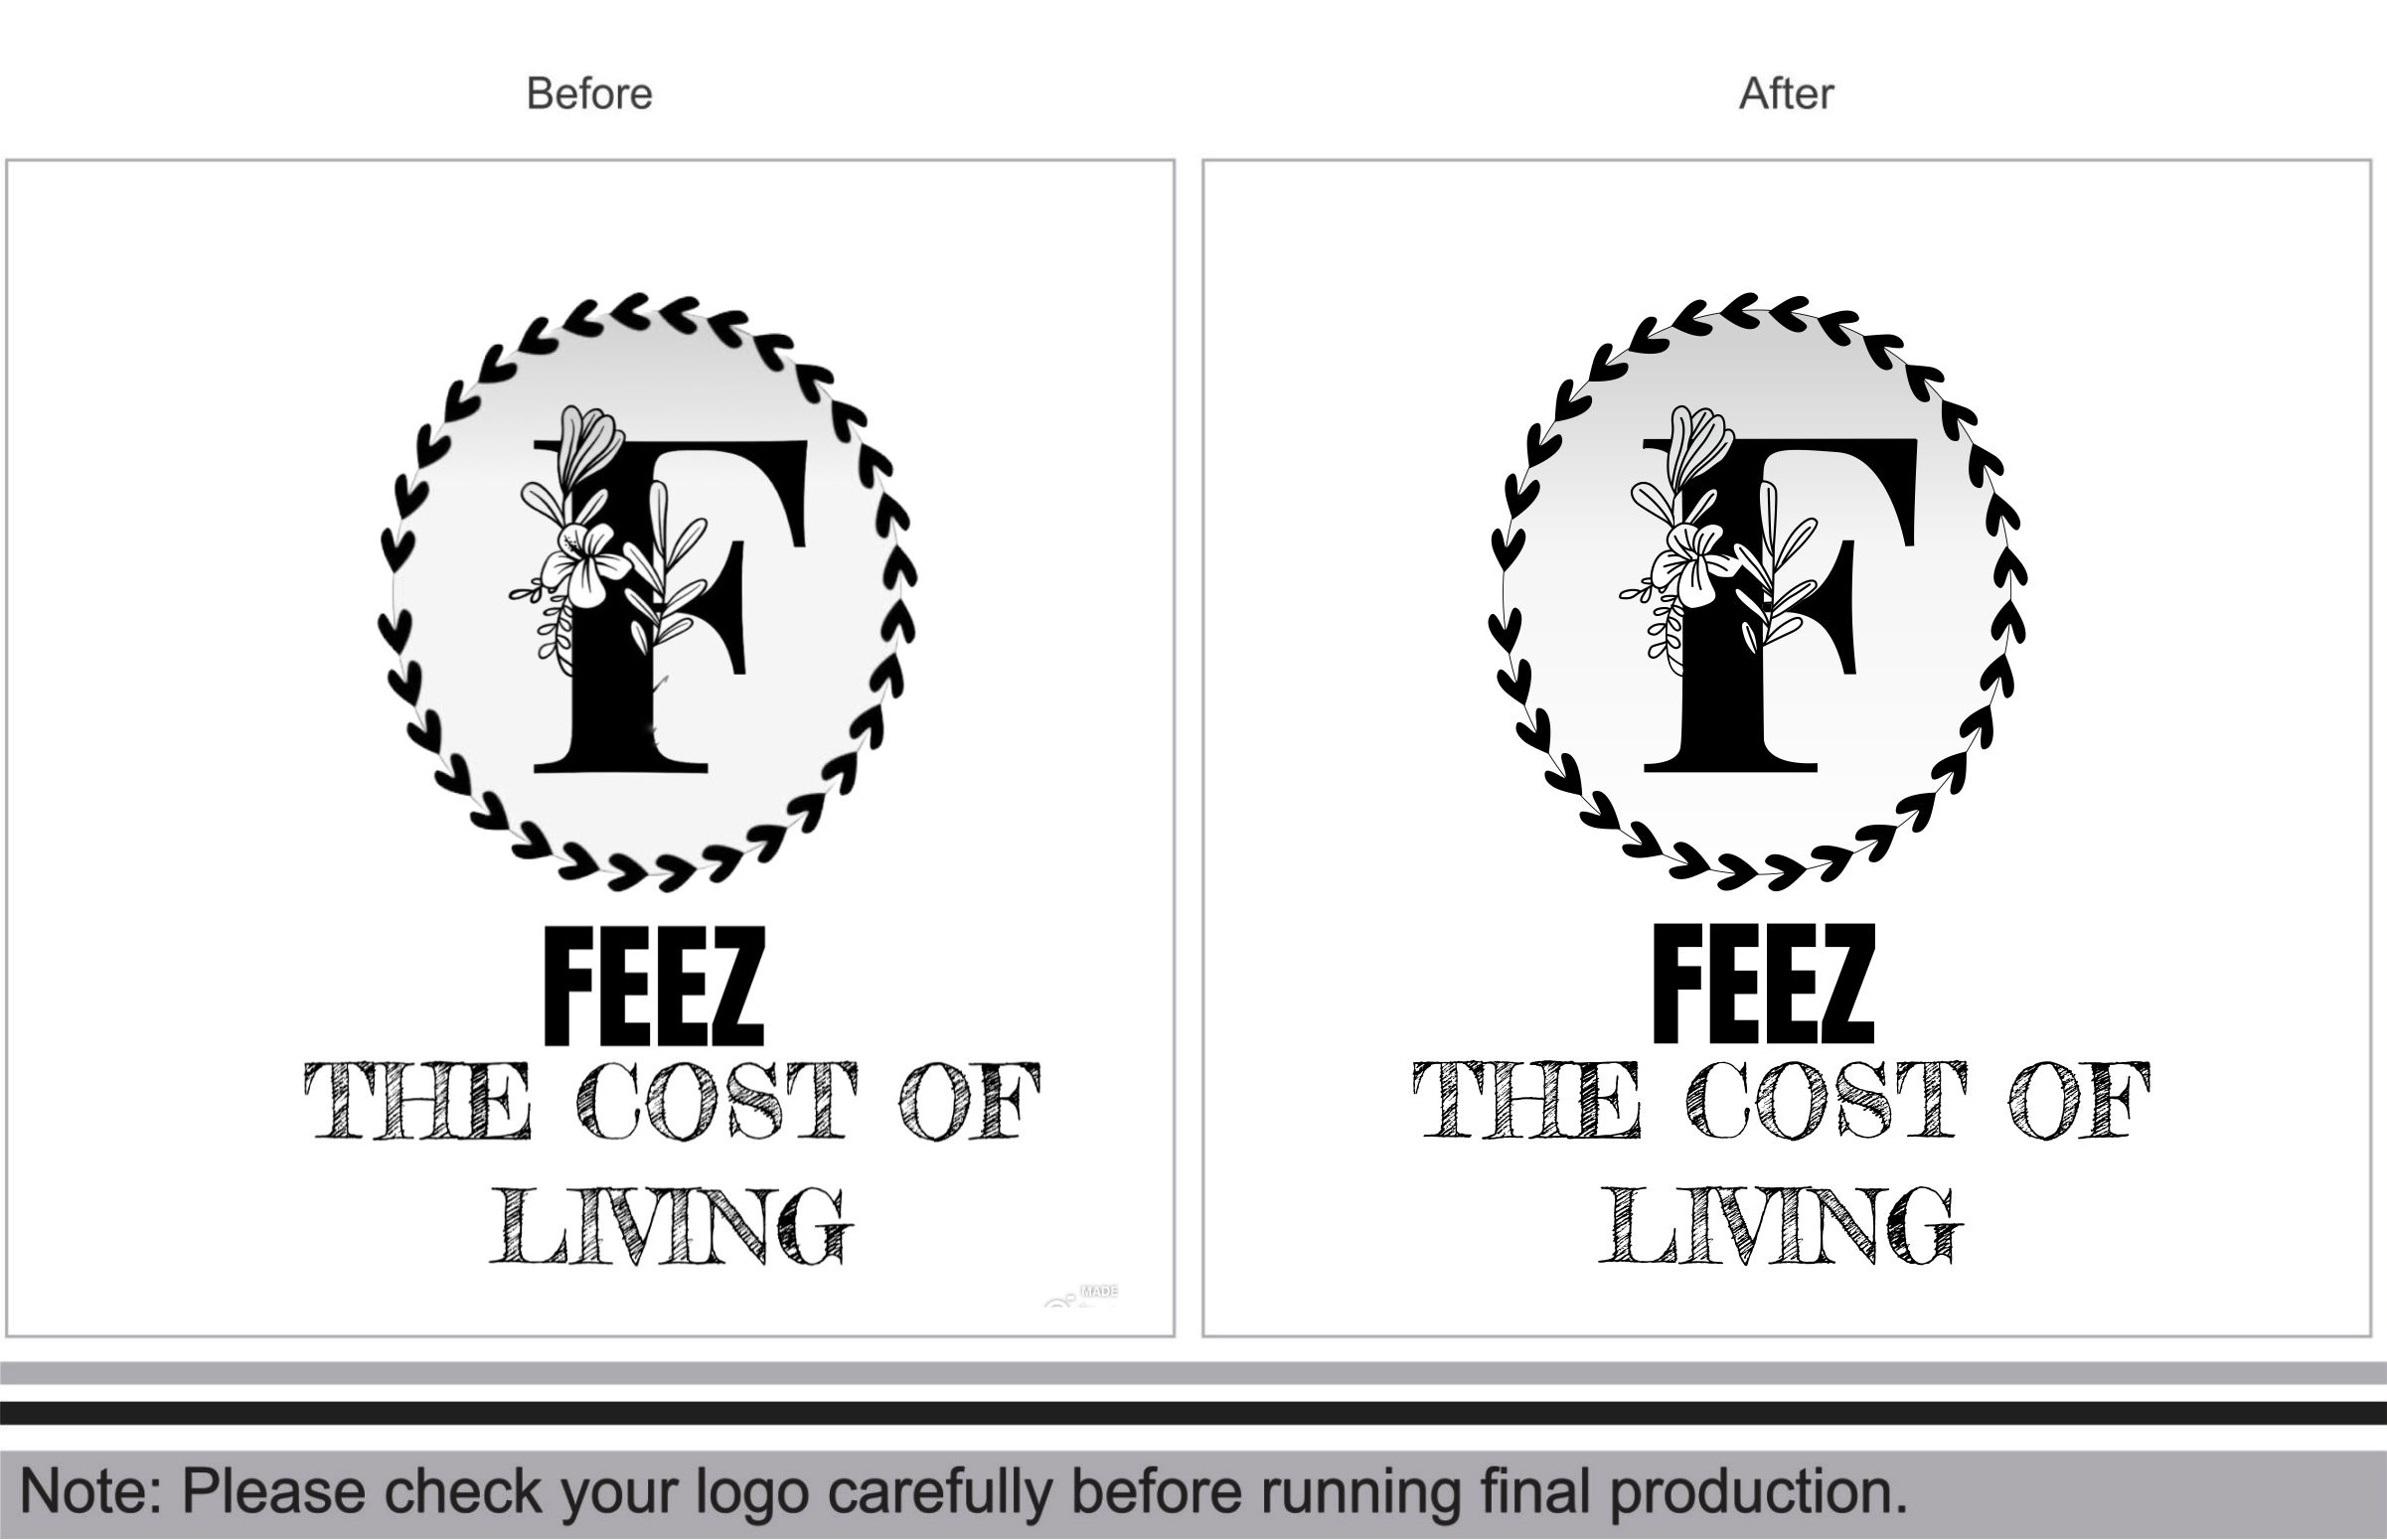 Before
After
F
FEEZ
THE COST OF
LIVING
MADE
F
FEEZ
THE COST OF
LIVING
Note: Please check your logo carefully before running final production.